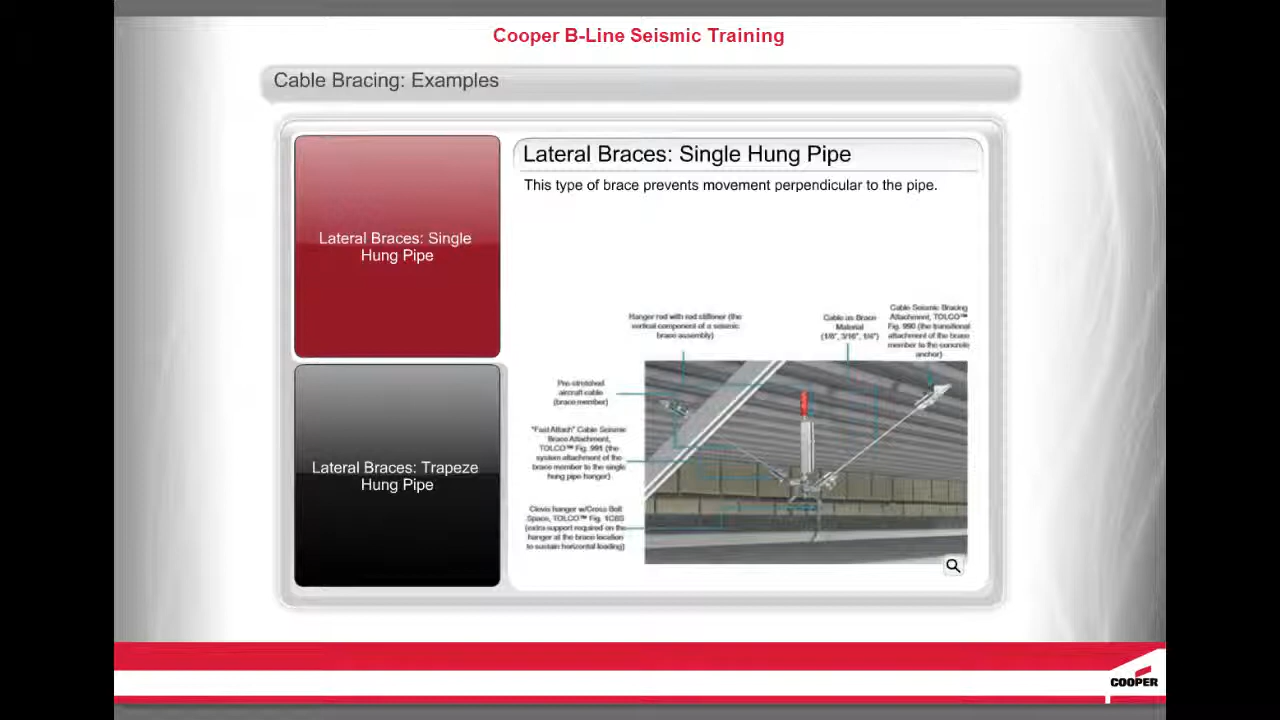 Cooper B-Line Seismic Training
Cable Bracing: Examples
Lateral Braces: Single
Hung Pipe
Lateral Braces: Trapeze
Hung Pipe
Lateral Braces: Single Hung Pipe
This type of brace prevents movement perpendicular to the pipe.
Hanger rod with rod stiffener (the
vertical component of a seismic
brace assembly)
Cable as Brace
Material
(1/8", 3/16", 1/4")
Cable Seismic Bracing
Attachment, TOLCO™
Fig. 990 (the transitional
attachment of the brace
member to the concrete
anchor)
Pre-stretched
aircraft cable
(brace member)
"Fast Attach" Cable Seismic
Brace Attachment,
TOLCO™ Fig. 991 (the
system attachment of the
brace member to the single
hung pipe hanger)
Clevis hanger w/Cross Bolt
Space, TOLCO™ Fig. 1CBS
(extra support required on the
hanger at the brace location
to sustain horizontal loading)
COOPER